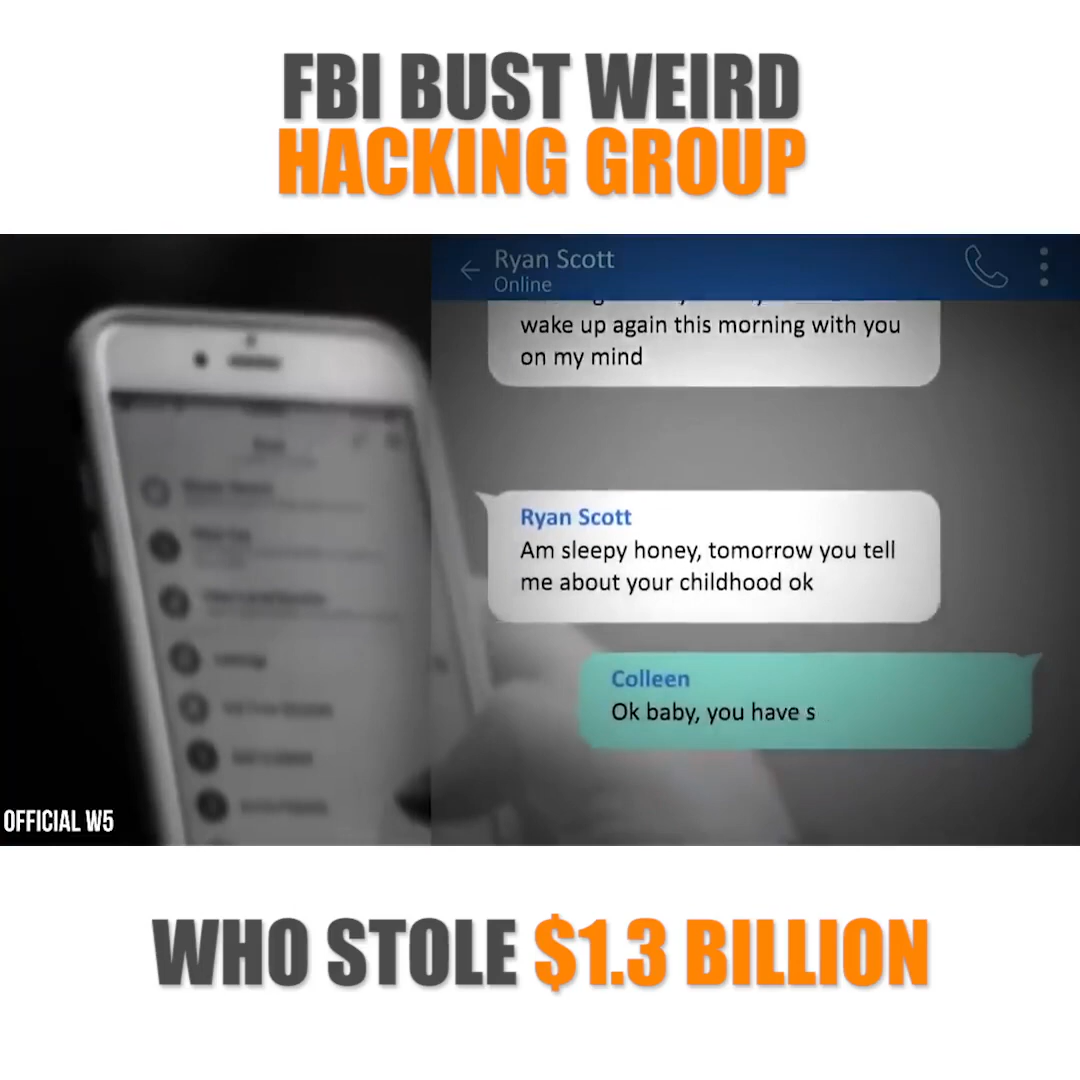 FBI BUST WEIRD
HACKING GROUP
Ryan Scott
Online
wake up again this morning with you
on my mind
Ryan Scott
Am sleepy honey, tomorrow you tell
me about your childhood ok
Colleen
Ok baby, you have s
OFFICIAL W5
WHO STOLE $1.3 BILLION